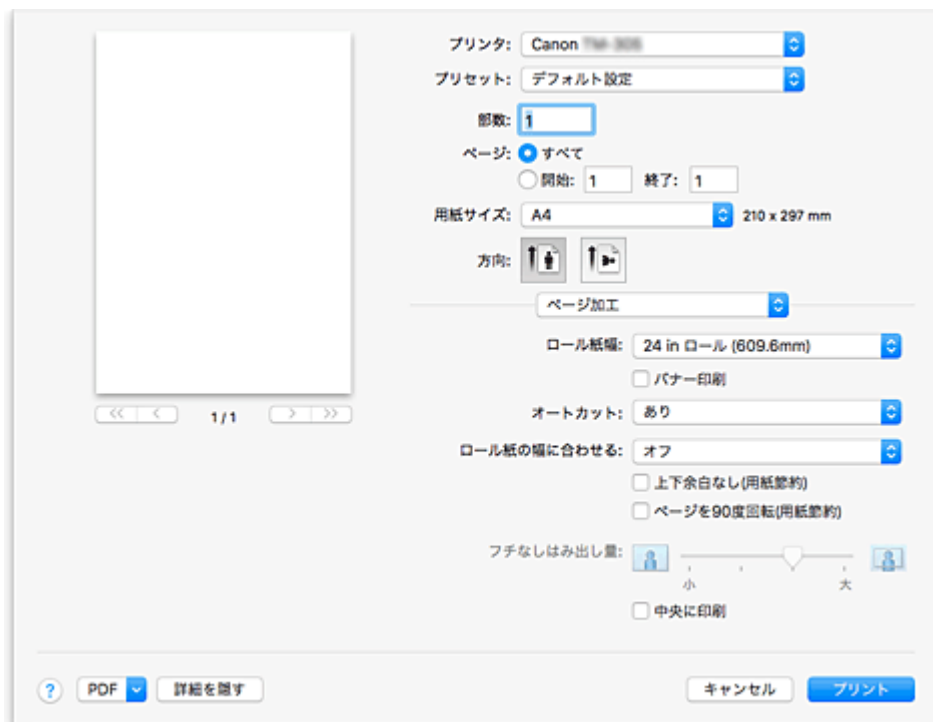 プリンタ: Canon
プリセット: デフォルト設定
部数: 1
ページ: すべて
開始: 1 終了: 1
用紙サイズ: A4 210 x 297 mm
方向:
ページ加工
ロール紙幅: 24 in ロール (609.6mm)
バナー印刷
<< < 1 / 1 > >>
オートカット: あり
ロール紙の幅に合わせる: オフ
上下余白なし(用紙節約)
ページを90度回転(用紙節約)
フチなしはみ出し量:
小 大
中央に印刷
? PDF 詳細を隠す キャンセル プリント